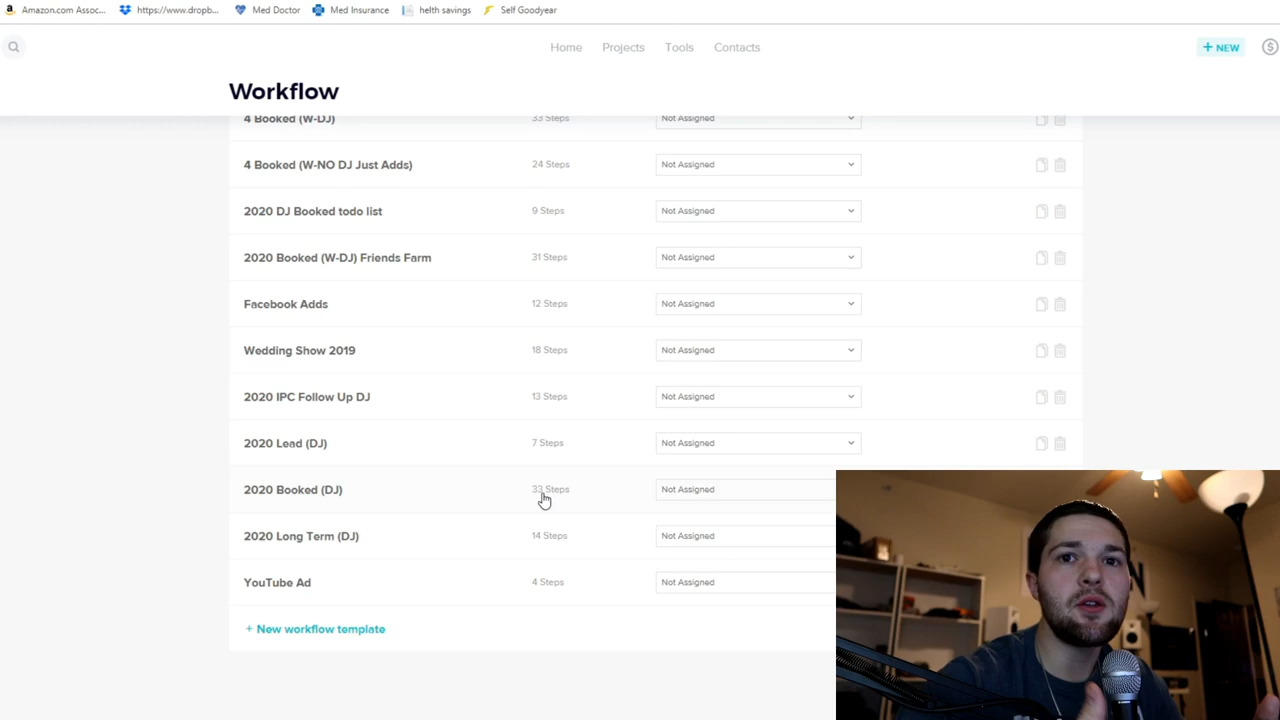 Amazon.com Assoc... https://www.dropb... Med Doctor Med Insurance helth savings Self Goodyear
Home Projects Tools Contacts + NEW
Workflow
4 Booked (W-DJ) 33 Steps Not Assigned
4 Booked (W-NO DJ Just Adds) 24 Steps Not Assigned
2020 DJ Booked todo list 9 Steps Not Assigned
2020 Booked (W-DJ) Friends Farm 31 Steps Not Assigned
Facebook Adds 12 Steps Not Assigned
Wedding Show 2019 18 Steps Not Assigned
2020 IPC Follow Up DJ 13 Steps Not Assigned
2020 Lead (DJ) 7 Steps Not Assigned
2020 Booked (DJ) 33 Steps Not Assigned
2020 Long Term (DJ) 14 Steps Not Assigned
YouTube Ad 4 Steps Not Assigned
+ New workflow template